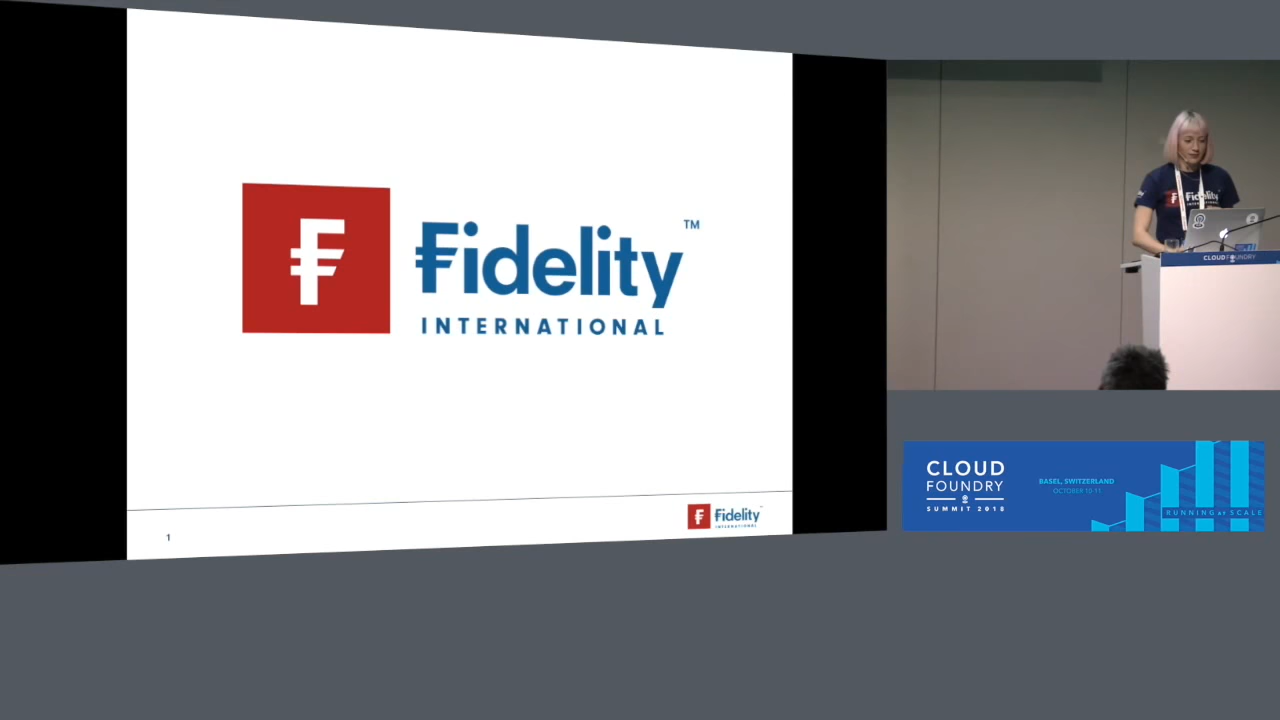 Fidelity
™
INTERNATIONAL
1
Fidelity
INTERNATIONAL
Fidelity
INTERNATIONAL
CLOUD FOUNDRY
CLOUD
FOUNDRY
SUMMIT 2018
BASEL, SWITZERLAND
OCTOBER 10-11
RUNNING AT SCALE